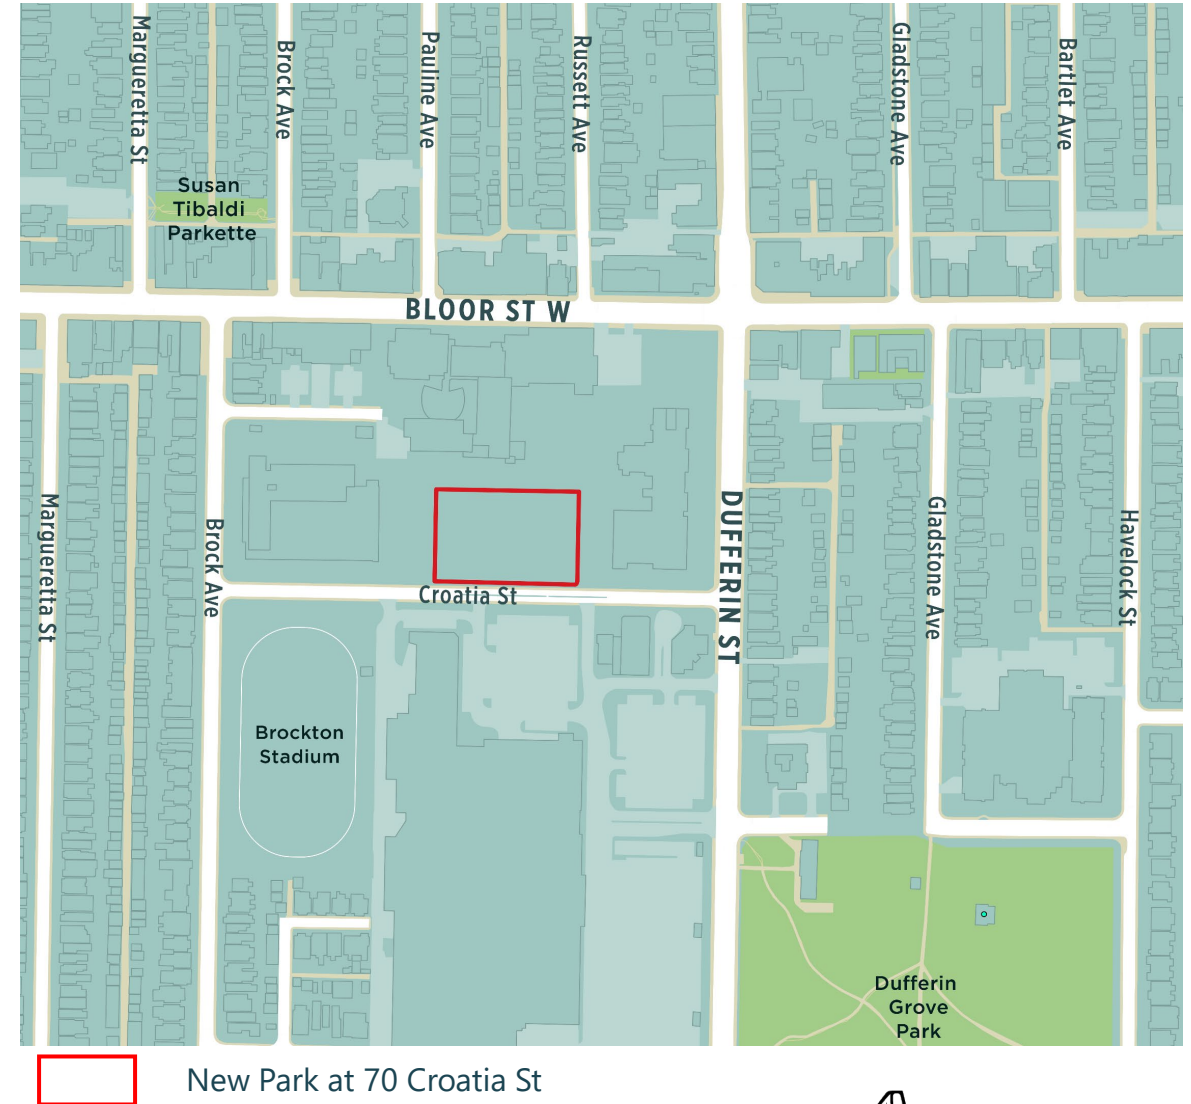 Margueretta St
Brock Ave
Pauline Ave
Russett Ave
Gladstone Ave
Bartlet Ave
Susan
Tibaldi
Parkette
BLOOR ST W
Margueretta St
Brock Ave
DUFFERIN ST
Gladstone Ave
Havelock St
Croatia St
Brockton
Stadium
Dufferin
Grove
Park
New Park at 70 Croatia St